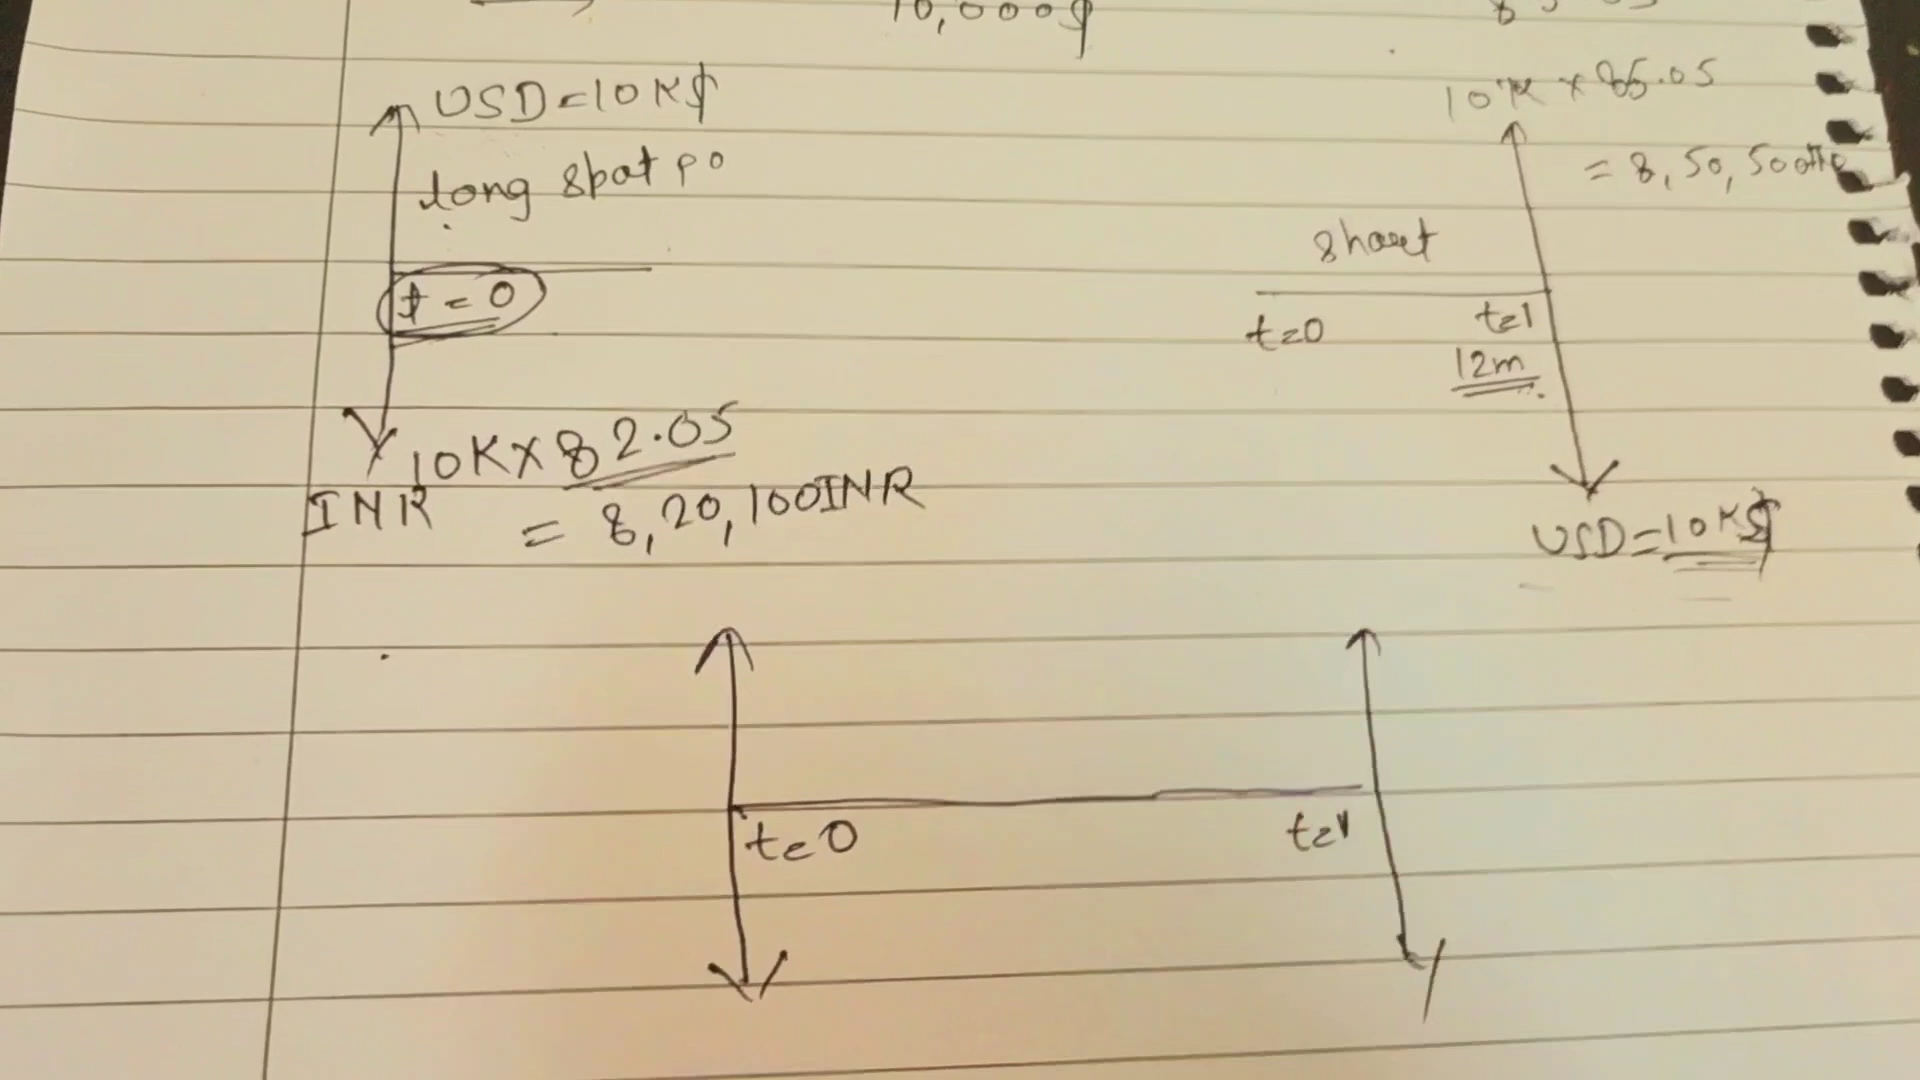 10,000$
USD=10K$
long spot po
t=0
10K×82.05
INR
= 8,20,100INR
10K × 85.05
= 8,50,500
short
t=0
t=1
12m
USD=10K$
t=0
t=1